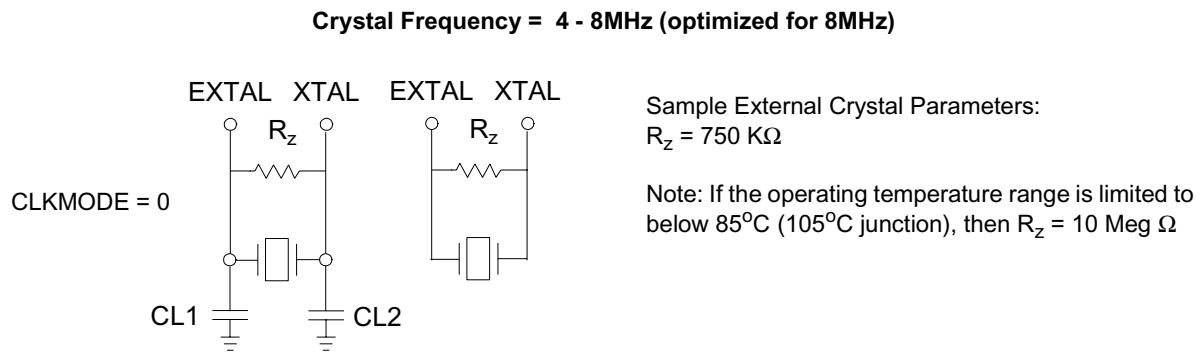 Crystal Frequency = 4 - 8MHz (optimized for 8MHz)
EXTAL XTAL EXTAL XTAL
Rz Rz
Sample External Crystal Parameters:
Rz = 750 KΩ
CLKMODE = 0
Note: If the operating temperature range is limited to
below 85oC (105oC junction), then Rz = 10 Meg Ω
CL1 CL2